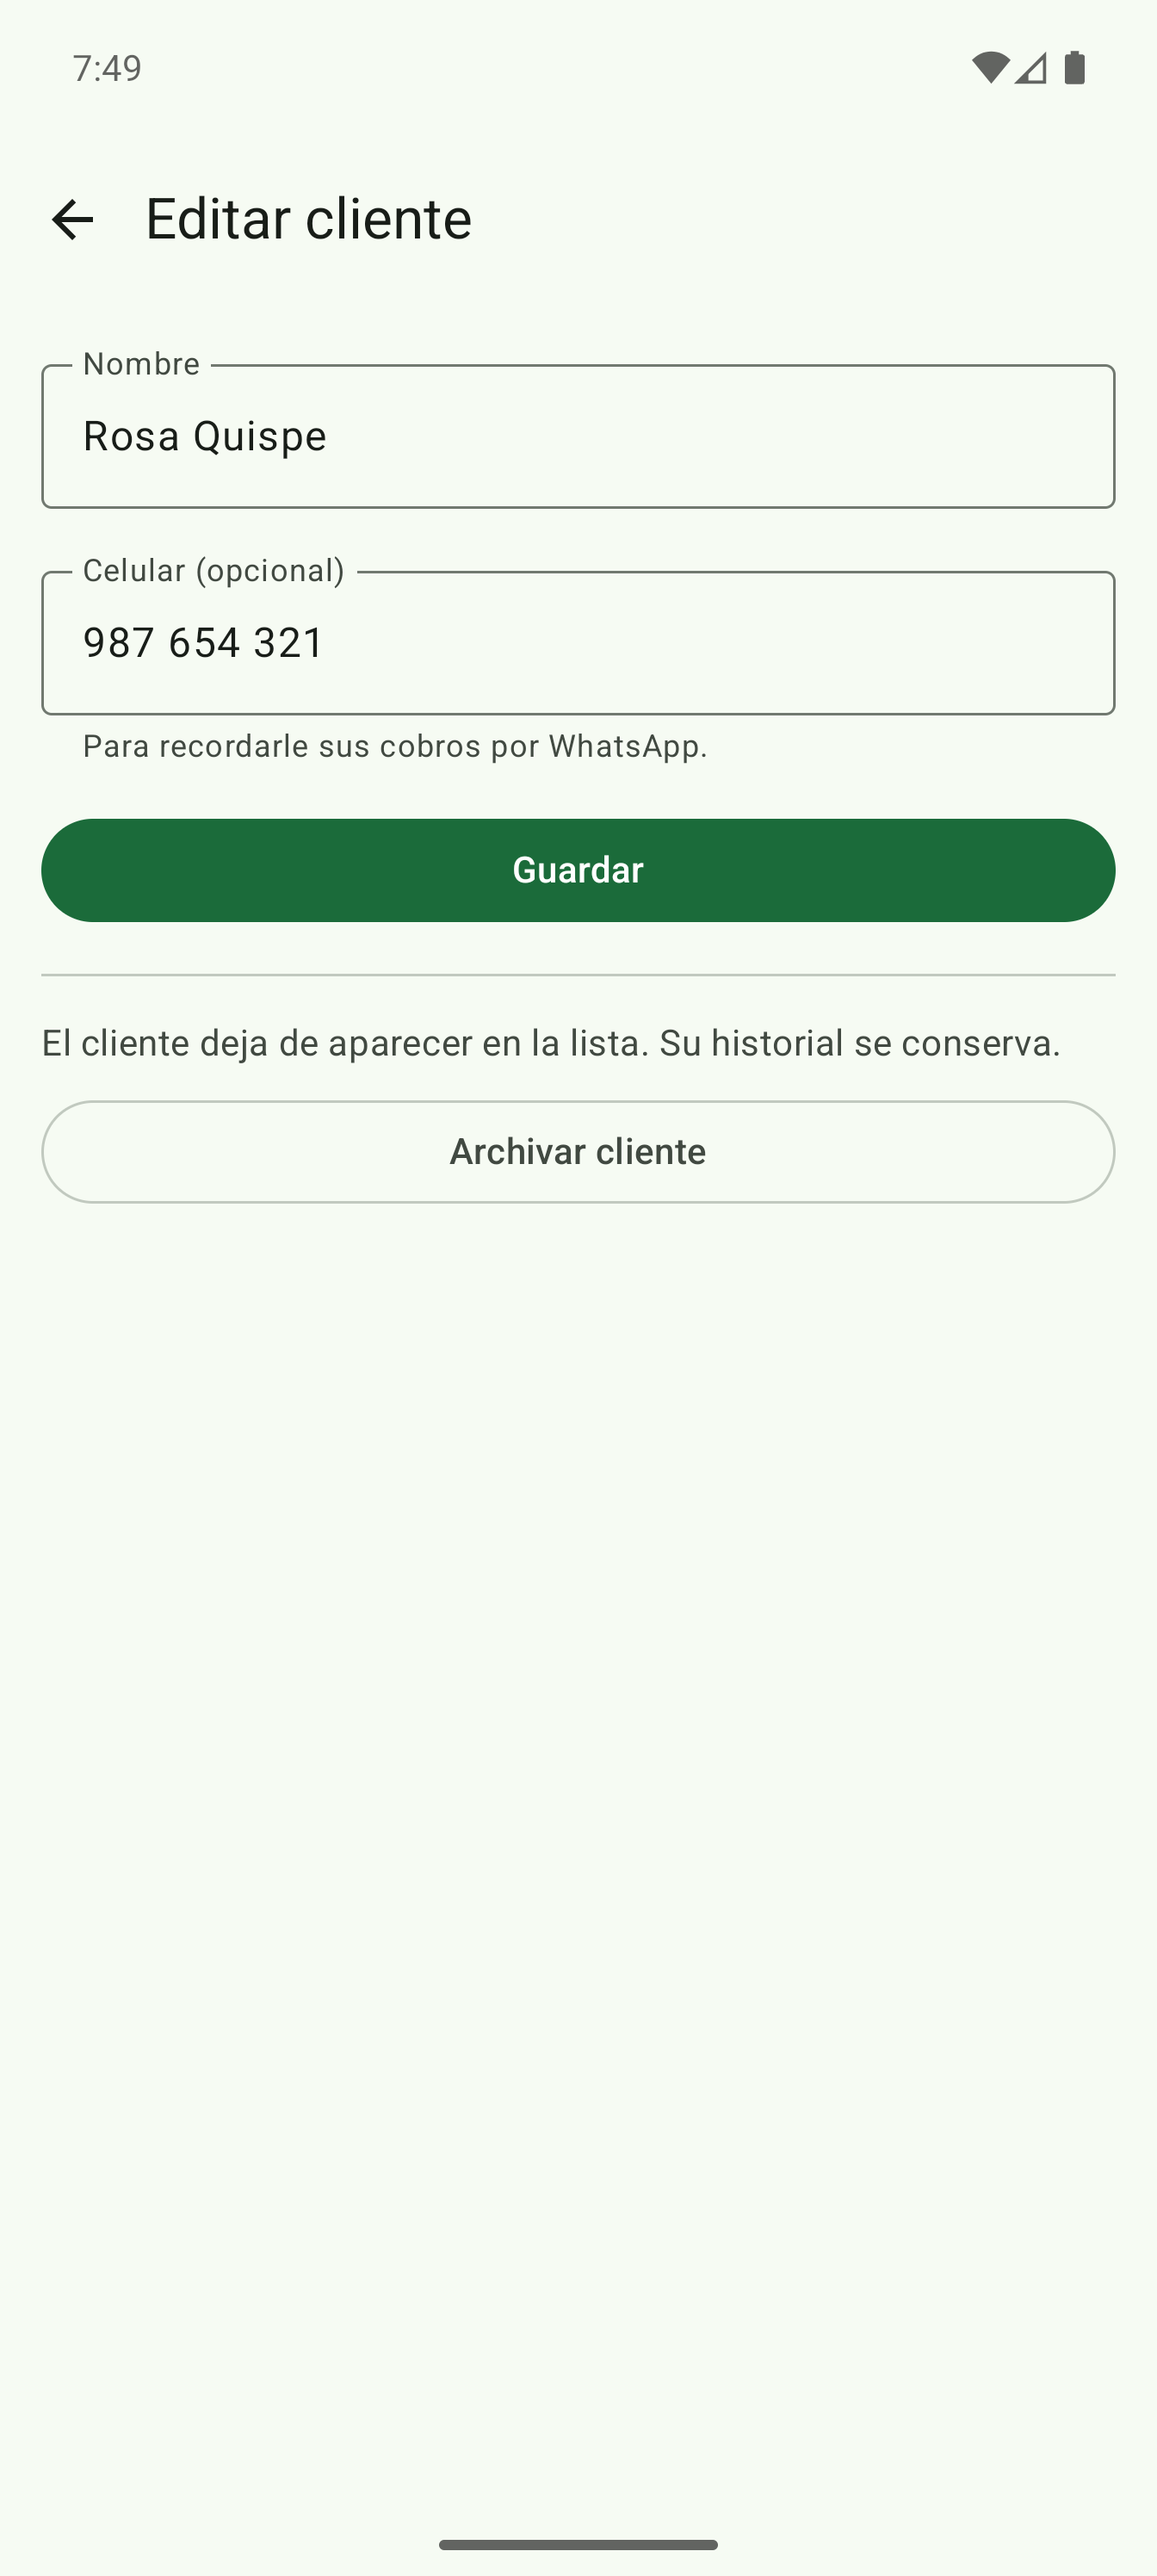 7:49
Editar cliente
Nombre
Rosa Quispe
Celular (opcional)
987 654 321
Para recordarle sus cobros por WhatsApp.
Guardar
El cliente deja de aparecer en la lista. Su historial se conserva.
Archivar cliente